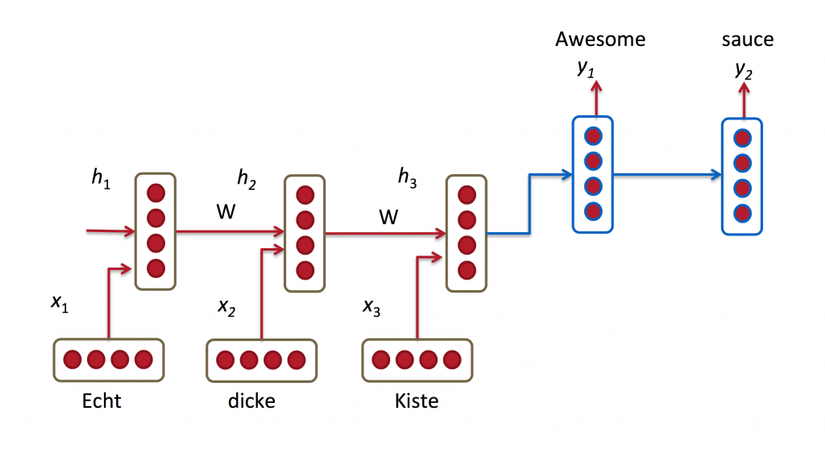 Awesome sauce
y1 y2
h1 h2 h3
W W
x1 x2 x3
Echt dicke Kiste